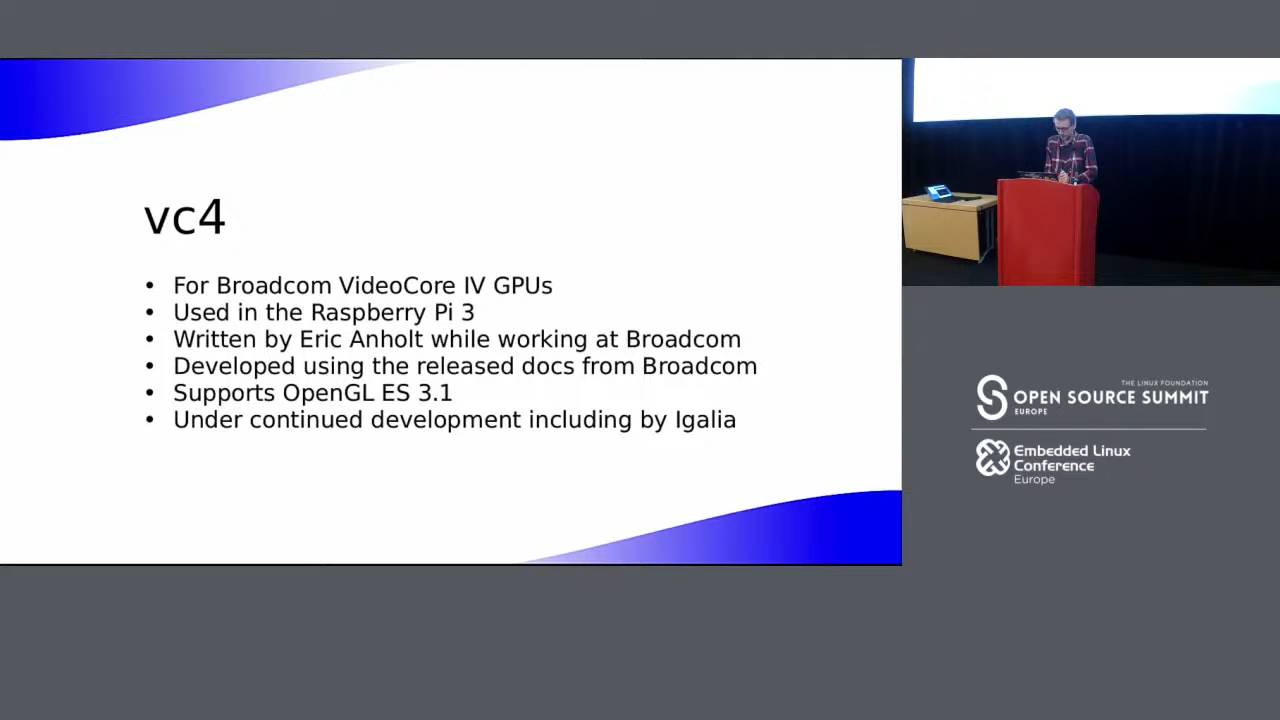 vc4
• For Broadcom VideoCore IV GPUs
• Used in the Raspberry Pi 3
• Written by Eric Anholt while working at Broadcom
• Developed using the released docs from Broadcom
• Supports OpenGL ES 3.1
• Under continued development including by Igalia
THE LINUX FOUNDATION
OPEN SOURCE SUMMIT
EUROPE
Embedded Linux
Conference
Europe